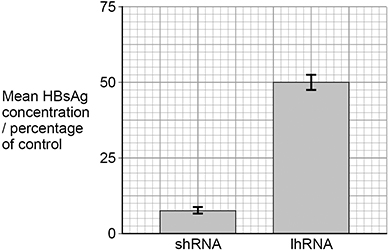 75
50
25
0
Mean HBsAg
concentration
/ percentage
of control
shRNA
lhRNA